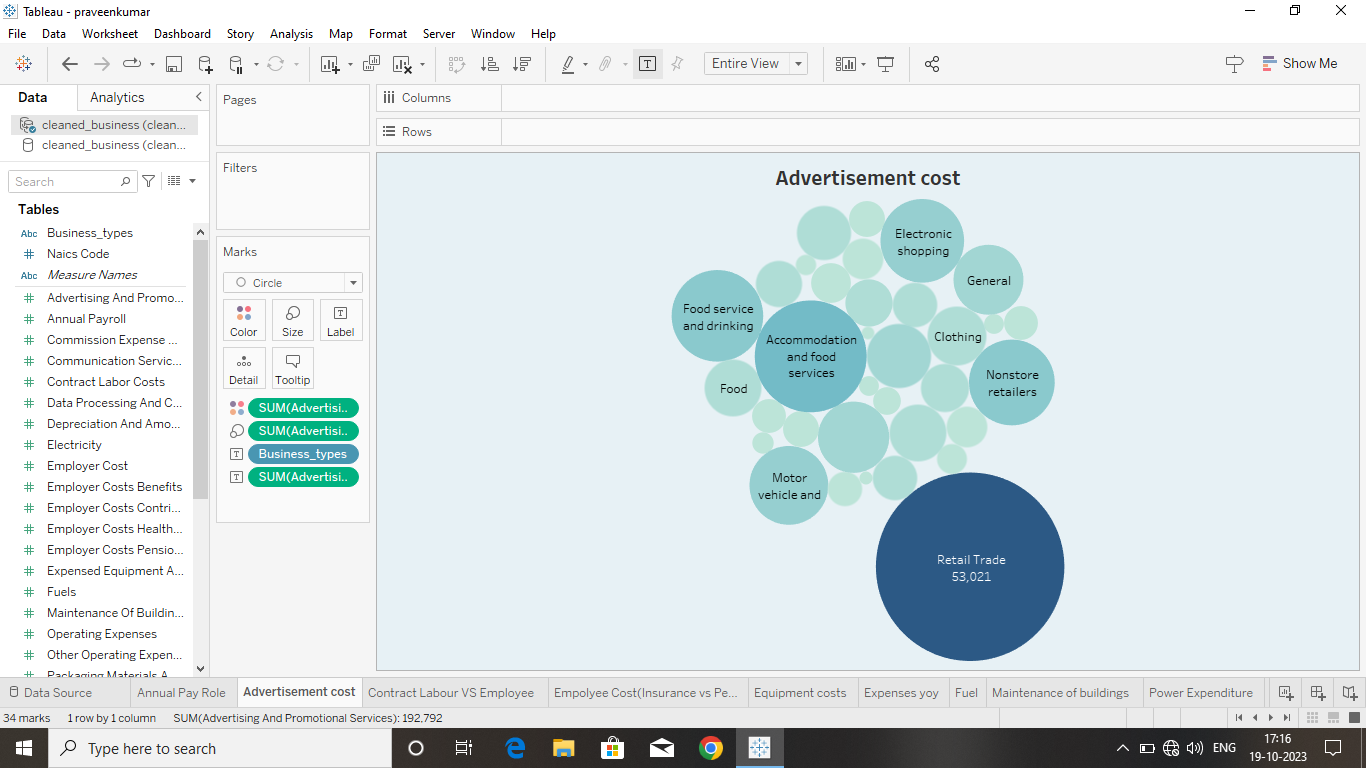 Tableau - praveenkumar
File Data Worksheet Dashboard Story Analysis Map Format Server Window Help
Entire View
Show Me
Data Analytics
cleaned_business (clean...
cleaned_business (clean...
Search
Tables
Abc Business_types
# Naics Code
Abc Measure Names
# Advertising And Promo...
# Annual Payroll
# Commission Expense ...
# Communication Servic...
# Contract Labor Costs
# Data Processing And C...
# Depreciation And Amo...
# Electricity
# Employer Cost
# Employer Costs Benefits
# Employer Costs Contri...
# Employer Costs Health...
# Employer Costs Pensio...
# Expensed Equipment A...
# Fuels
# Maintenance Of Buildin...
# Operating Expenses
# Other Operating Expen...
# Packaging Materials A...
Pages
Filters
Marks
Circle
Color Size Label
Detail Tooltip
SUM(Advertisi..
SUM(Advertisi..
Business_types
SUM(Advertisi..
Columns
Rows
Advertisement cost
Electronic
shopping
General
Food service
and drinking
Accommodation
and food
services
Clothing
Nonstore
retailers
Food
Motor
vehicle and
Retail Trade
53,021
Data Source Annual Pay Role Advertisement cost Contract Labour VS Employee Empolyee Cost(Insurance vs Pe... Equipment costs Expenses yoy Fuel Maintenance of buildings Power Expenditure
34 marks 1 row by 1 column SUM(Advertising And Promotional Services): 192,792
Type here to search
ENG
17:16
19-10-2023